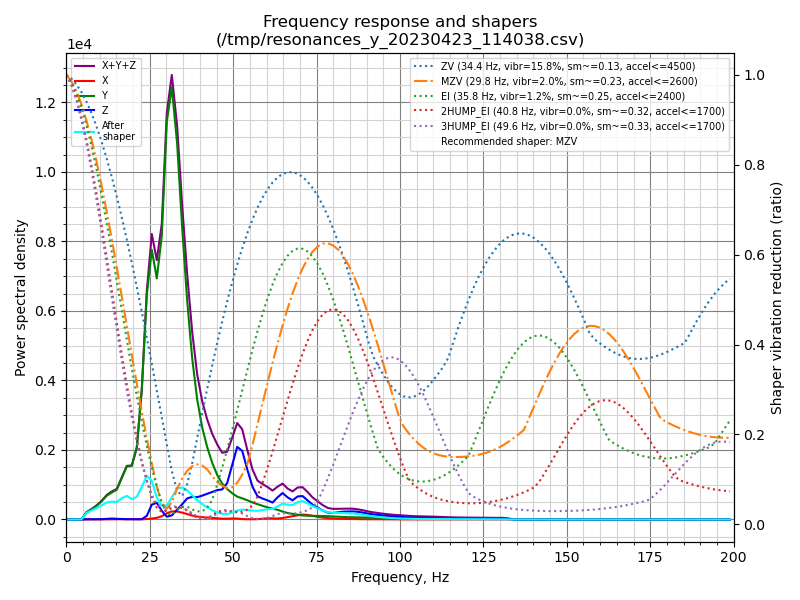 Frequency response and shapers
(/tmp/resonances_y_20230423_114038.csv)
1e4
X+Y+Z
X
Y
Z
After
shaper
ZV (34.4 Hz, vibr=15.8%, sm~=0.13, accel<=4500)
MZV (29.8 Hz, vibr=2.0%, sm~=0.23, accel<=2600)
EI (35.8 Hz, vibr=1.2%, sm~=0.25, accel<=2400)
2HUMP_EI (40.8 Hz, vibr=0.0%, sm~=0.32, accel<=1700)
3HUMP_EI (49.6 Hz, vibr=0.0%, sm~=0.33, accel<=1700)
Recommended shaper: MZV
Power spectral density
1.2
1.0
0.8
0.6
0.4
0.2
0.0
1.0
0.8
0.6
0.4
0.2
0.0
Shaper vibration reduction (ratio)
0 25 50 75 100 125 150 175 200
Frequency, Hz